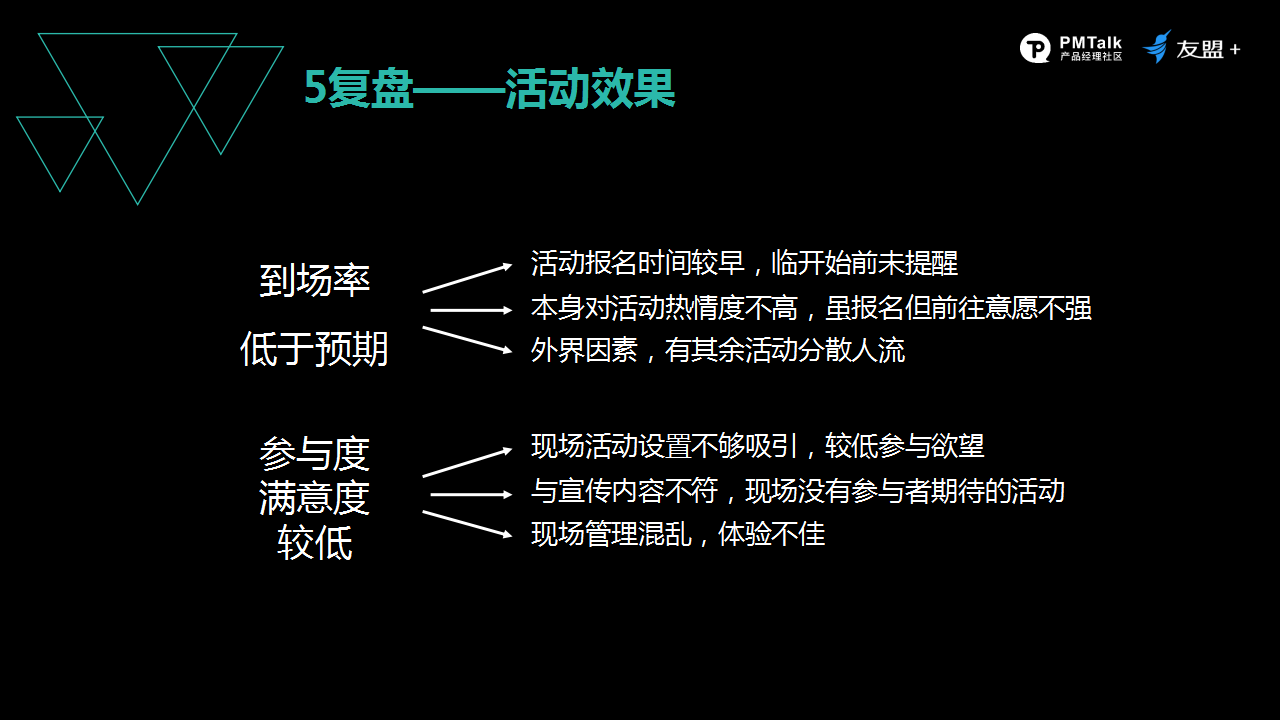 PMTalk
产品经理社区
友盟+
5复盘——活动效果
到场率
低于预期
活动报名时间较早，临开始前未提醒
本身对活动热情度不高，虽报名但前往意愿不强
外界因素，有其余活动分散人流
参与度
满意度
较低
现场活动设置不够吸引，较低参与欲望
与宣传内容不符，现场没有参与者期待的活动
现场管理混乱，体验不佳